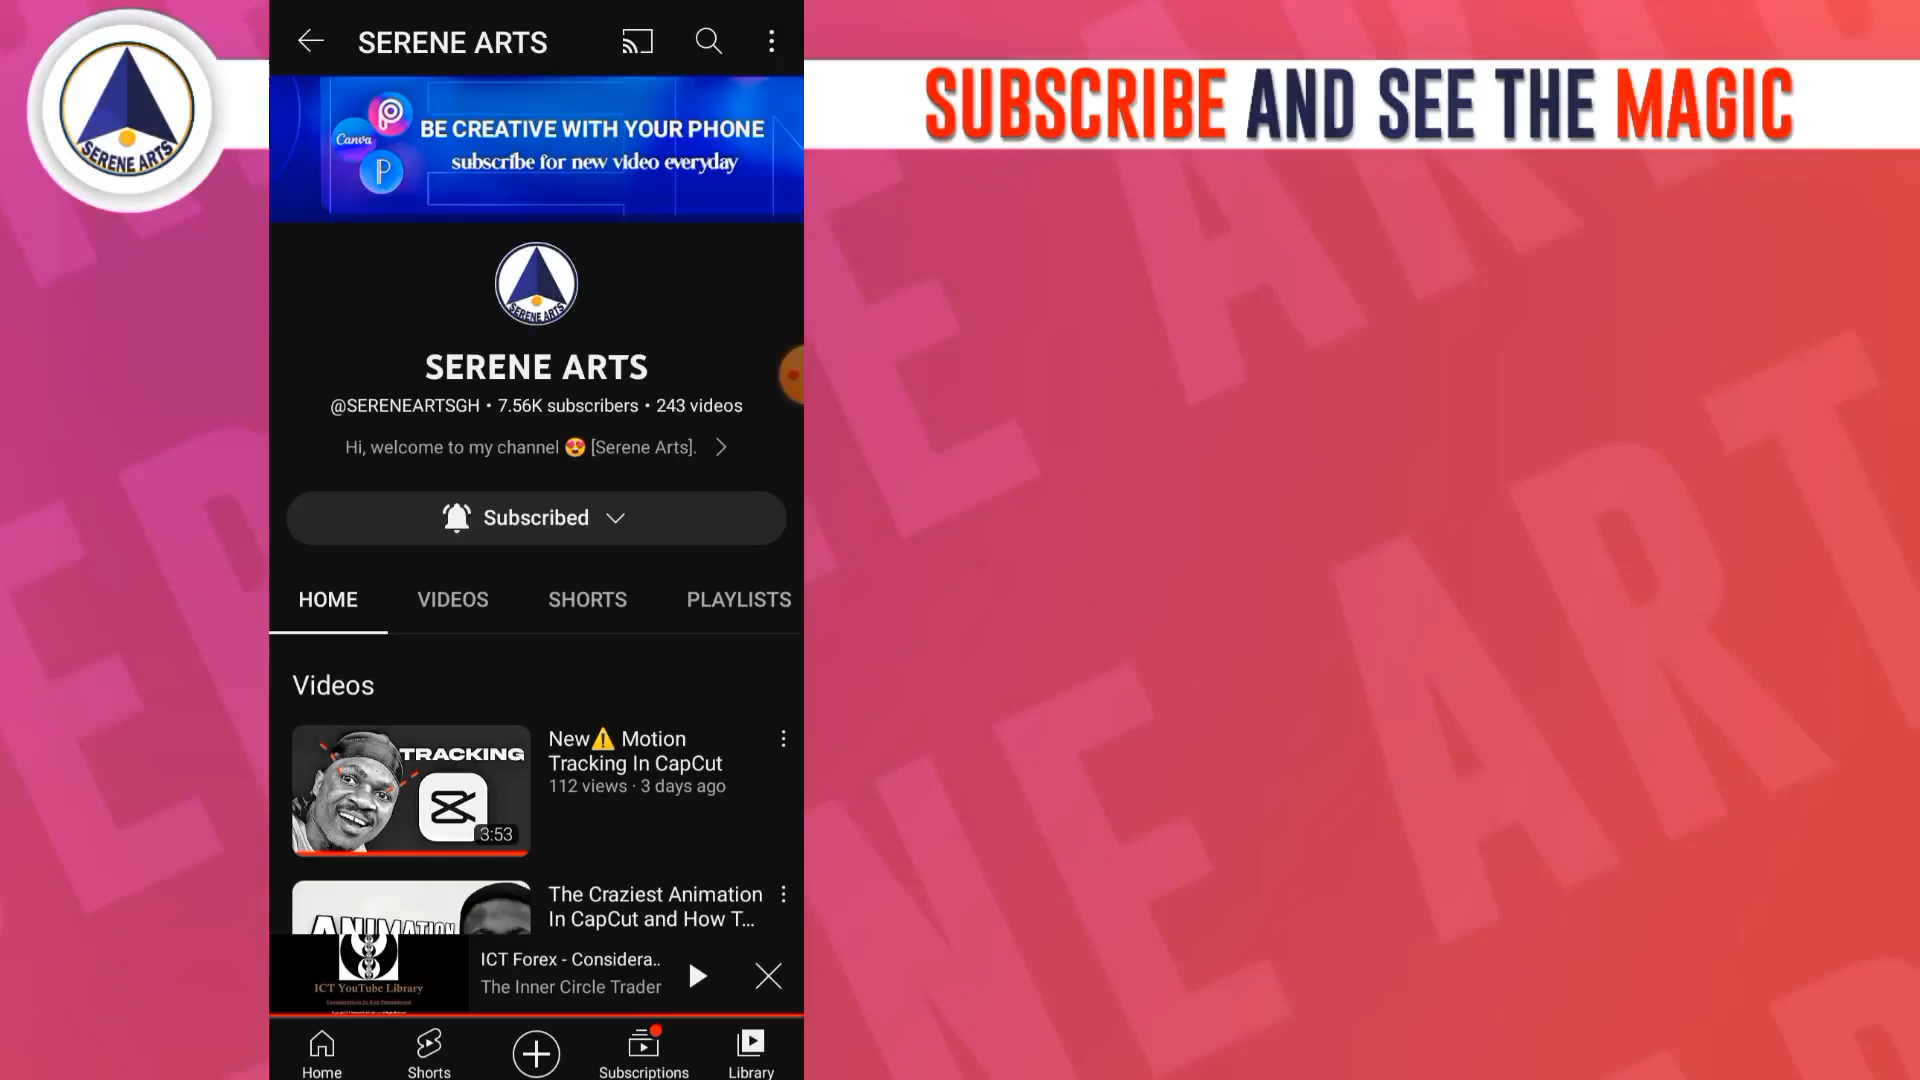 SERENE ARTS
SERENE ARTS
SUBSCRIBE AND SEE THE MAGIC
Canva
P
BE CREATIVE WITH YOUR PHONE
subscribe for new video everyday
SERENE ARTS
SERENE ARTS
@SERENEARTSGH • 7.56K subscribers • 243 videos
Hi, welcome to my channel 😍 [Serene Arts].
Subscribed
HOME VIDEOS SHORTS PLAYLISTS
Videos
TRACKING
3:53
New⚠️ Motion
Tracking In CapCut
112 views · 3 days ago
ANIMATION
The Craziest Animation
In CapCut and How T...
ICT YouTube Library
ICT Forex - Considera..
The Inner Circle Trader
Home Shorts Subscriptions Library